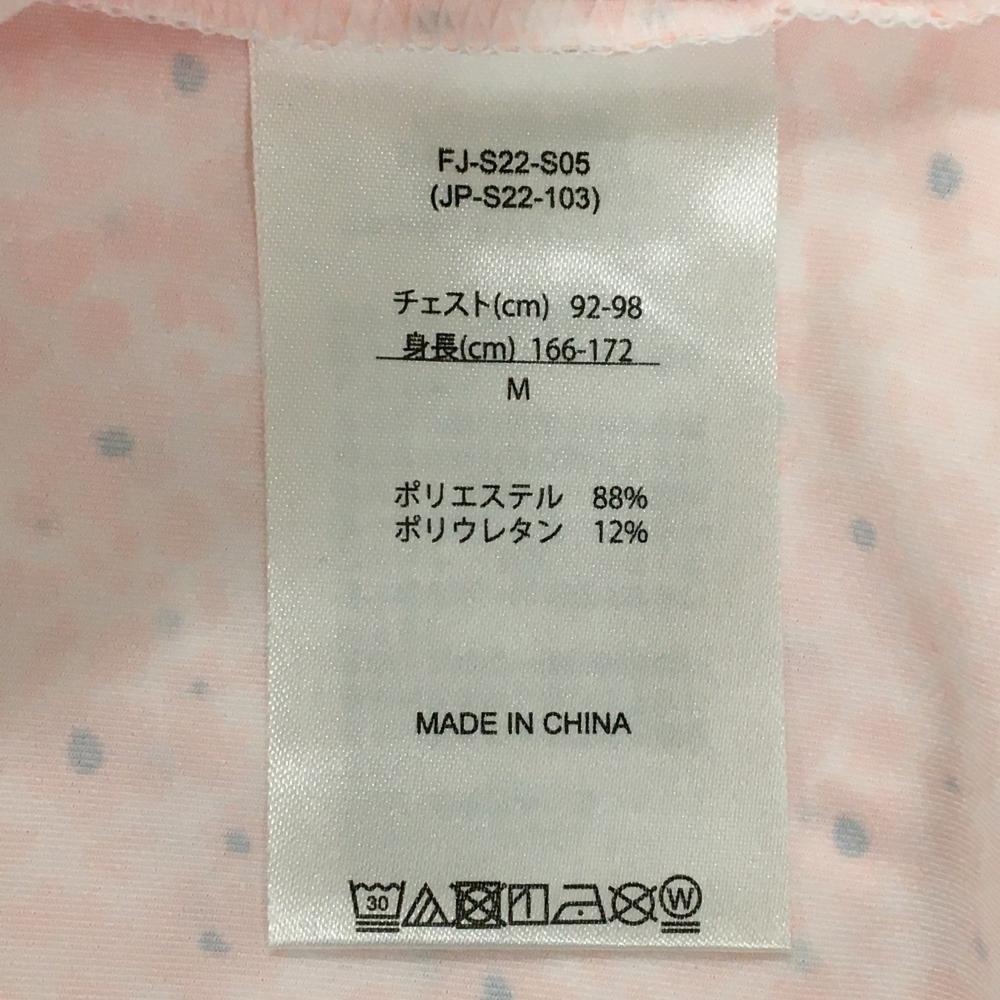 FJ-S22-S05
(JP-S22-103)
チェスト(cm) 92-98
身長(cm) 166-172
M
ポリエステル 88%
ポリウレタン 12%
MADE IN CHINA
30 W